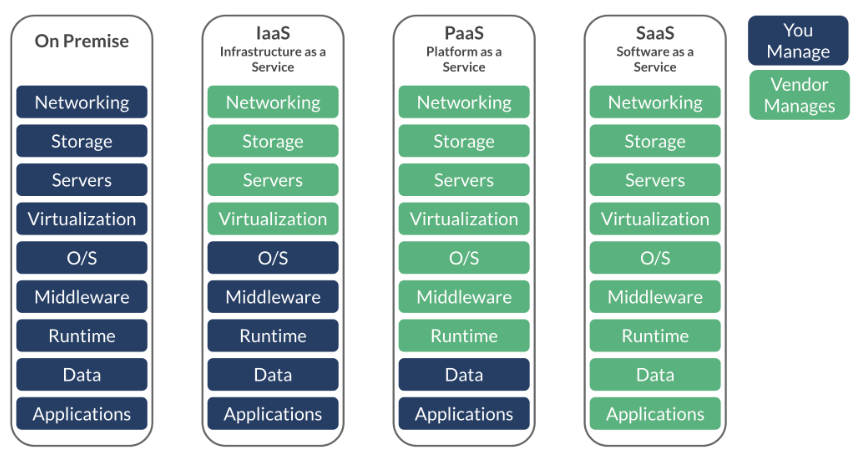 On Premise
Networking
Storage
Servers
Virtualization
O/S
Middleware
Runtime
Data
Applications
IaaS
Infrastructure as a
Service
Networking
Storage
Servers
Virtualization
O/S
Middleware
Runtime
Data
Applications
PaaS
Platform as a
Service
Networking
Storage
Servers
Virtualization
O/S
Middleware
Runtime
Data
Applications
SaaS
Software as a
Service
Networking
Storage
Servers
Virtualization
O/S
Middleware
Runtime
Data
Applications
You
Manage
Vendor
Manages